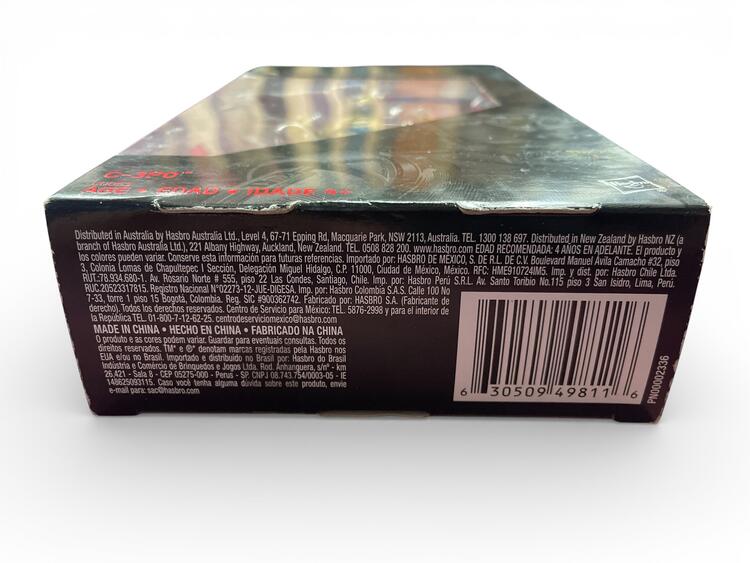 C-3PO™
AGE • EDAD • IDADE 4+
Distributed in Australia by Hasbro Australia Ltd., Level 4, 67-71 Epping Rd, Macquarie Park, NSW 2113, Australia. TEL. 1300 138 697. Distributed in New Zealand by Hasbro NZ (a
branch of Hasbro Australia Ltd.), 221 Albany Highway, Auckland, New Zealand. TEL. 0508 828 200. www.hasbro.com EDAD RECOMENDADA: 4 AÑOS EN ADELANTE. El producto y
los colores pueden variar. Conserve esta información para futuras referencias. Importado por: HASBRO DE MEXICO, S. DE R.L. DE C.V. Boulevard Manuel Ávila Camacho #32, piso
3, Colonia Lomas de Chapultepec I Sección, Delegación Miguel Hidalgo, C.P. 11000, Ciudad de México, México. RFC: HME910724IM5. Imp. y dist. por: Hasbro Chile Ltda.
RUT.:78.934.680-1. Av. Rosario Norte # 555, piso 22 Las Condes, Santiago, Chile. Imp. por: Hasbro Perú S.R.L. Av. Santo Toribio No.115 piso 3 San Isidro, Lima, Perú.
RUC.20523317815. Registro Nacional N°02273-12-JUE-DIGESA. Imp. por: Hasbro Colombia S.A.S. Calle 100 No
7-33, torre 1 piso 15 Bogotá, Colombia. Reg. SIC #900362742. Fabricado por: HASBRO S.A. (Fabricante de
derecho). Todos los derechos reservados. Centro de Servicio para México: TEL. 5876-2998 y para el interior de
la República TEL. 01-800-7-12-62-25. centrodeserviciomexico@hasbro.com
MADE IN CHINA • HECHO EN CHINA • FABRICADO NA CHINA
O produto e as cores podem variar. Guardar para eventuais consultas. Todos os
direitos reservados. TM* e ®* denotam marcas registradas pela Hasbro nos
EUA e/ou no Brasil. Importado e distribuído no Brasil por: Hasbro do Brasil
Indústria e Comércio de Brinquedos e Jogos Ltda. Rod. Anhanguera, s/nº - km
26,421 - Sala 8 - CEP 05275-000 - Perus - SP. CNPJ 08.743.754/0003-05 - IE
148625093115. Caso você tenha alguma dúvida sobre este produto, envie
e-mail para: sac@hasbro.com
6 30509 49811 6
PN00002336